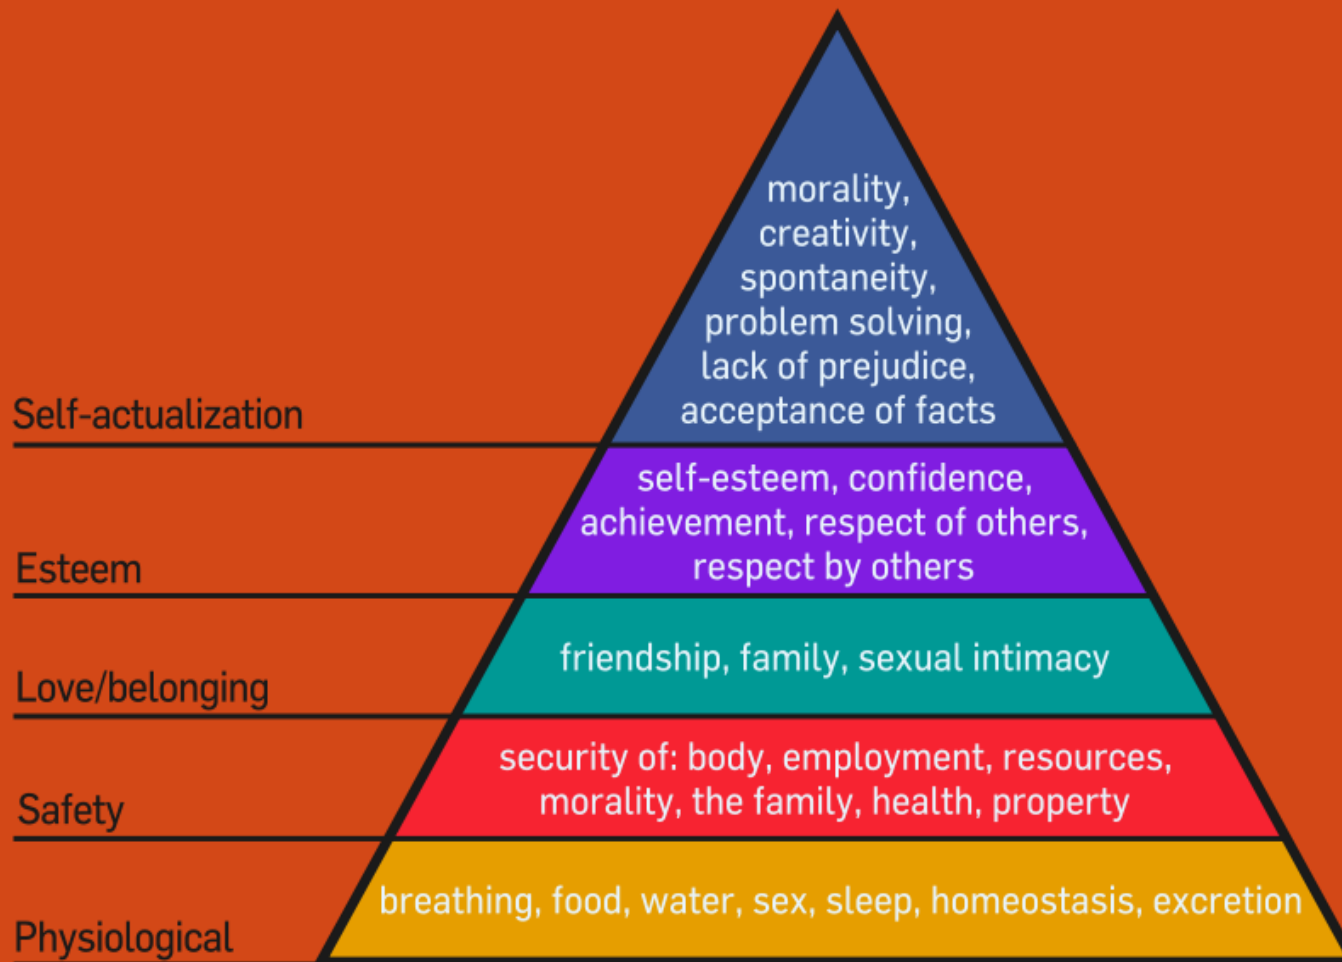 morality,
creativity,
spontaneity,
problem solving,
lack of prejudice,
acceptance of facts
Self-actualization
self-esteem, confidence,
achievement, respect of others,
respect by others
Esteem
friendship, family, sexual intimacy
Love/belonging
security of: body, employment, resources,
morality, the family, health, property
Safety
breathing, food, water, sex, sleep, homeostasis, excretion
Physiological